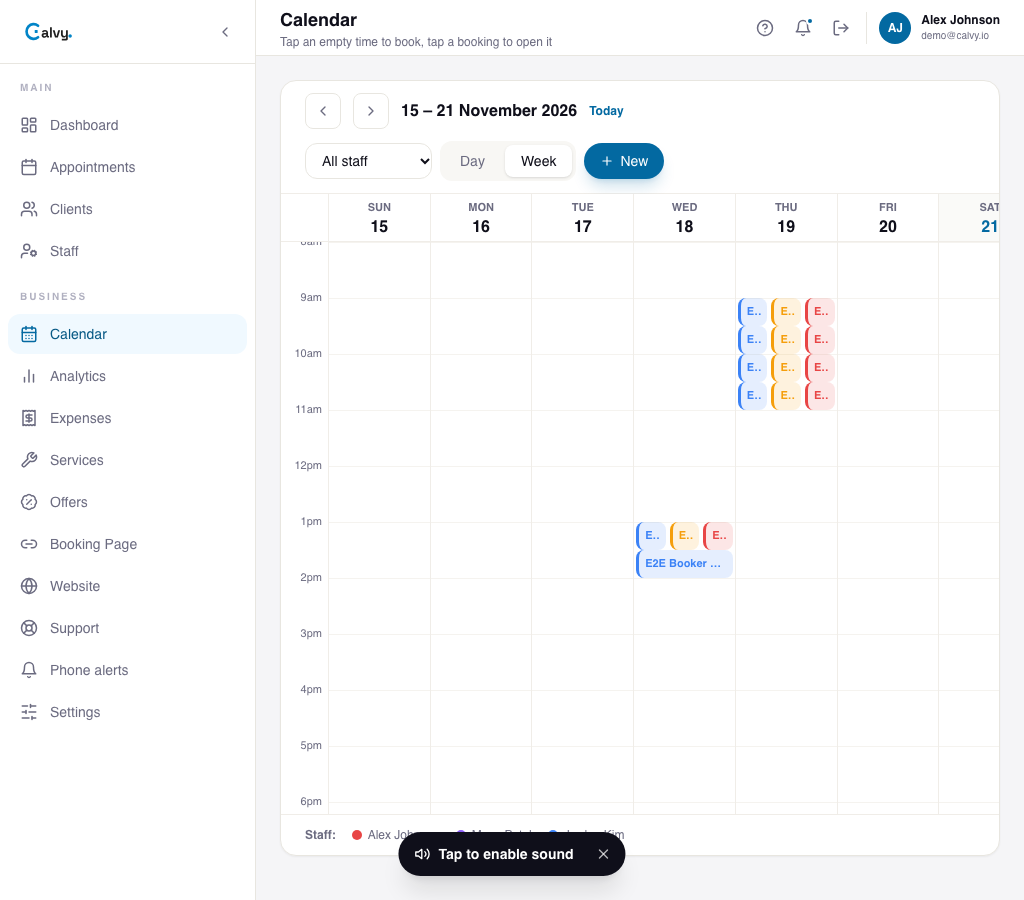 Calvy.
Calendar
Tap an empty time to book, tap a booking to open it
AJ
Alex Johnson
demo@calvy.io
MAIN
Dashboard
Appointments
Clients
Staff
BUSINESS
Calendar
Analytics
Expenses
Services
Offers
Booking Page
Website
Support
Phone alerts
Settings
15 – 21 November 2026 Today
All staff Day Week + New
SUN MON TUE WED THU FRI SAT
15 16 17 18 19 20 21
8am
9am E.. E.. E..
E.. E.. E..
10am E.. E.. E..
E.. E.. E..
11am
12pm
1pm E.. E.. E..
E2E Booker ...
2pm
3pm
4pm
5pm
6pm
Staff: Alex
Tap to enable sound